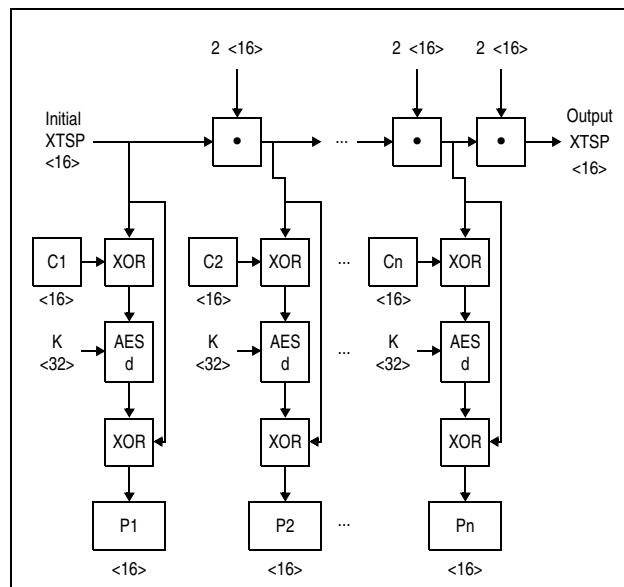 2 <16> 2 <16> 2 <16>
Initial
XTSP
<16>
• ... • •
Output
XTSP
<16>
C1 XOR C2 XOR ... Cn XOR
<16> <16> <16>
K
<32>
AES
d
K
<32>
AES
d
...
K
<32>
AES
d
XOR XOR XOR
P1 P2 ... Pn
<16> <16> <16>